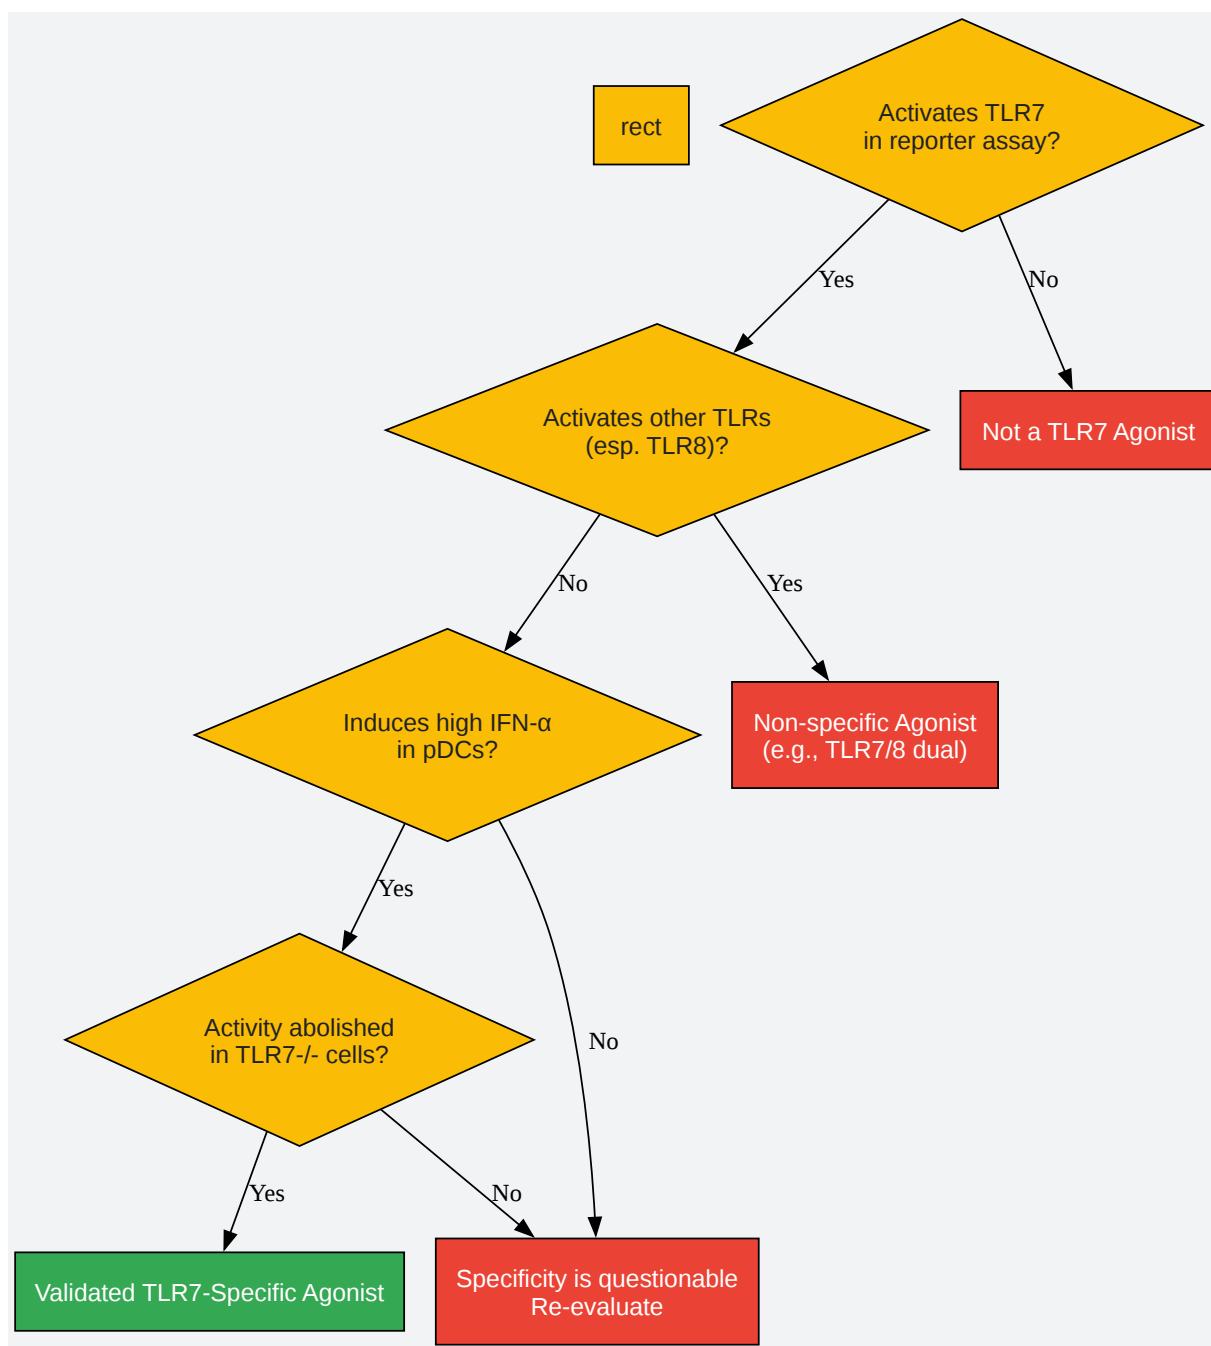 Activates TLR7
in reporter assay?
rect
Yes
No
Activates other TLRs
(esp. TLR8)?
Not a TLR7 Agonist
No
Yes
Induces high IFN-α
in pDCs?
Non-specific Agonist
(e.g., TLR7/8 dual)
Yes
No
Activity abolished
in TLR7-/- cells?
Yes
No
Validated TLR7-Specific Agonist
Specificity is questionable
Re-evaluate